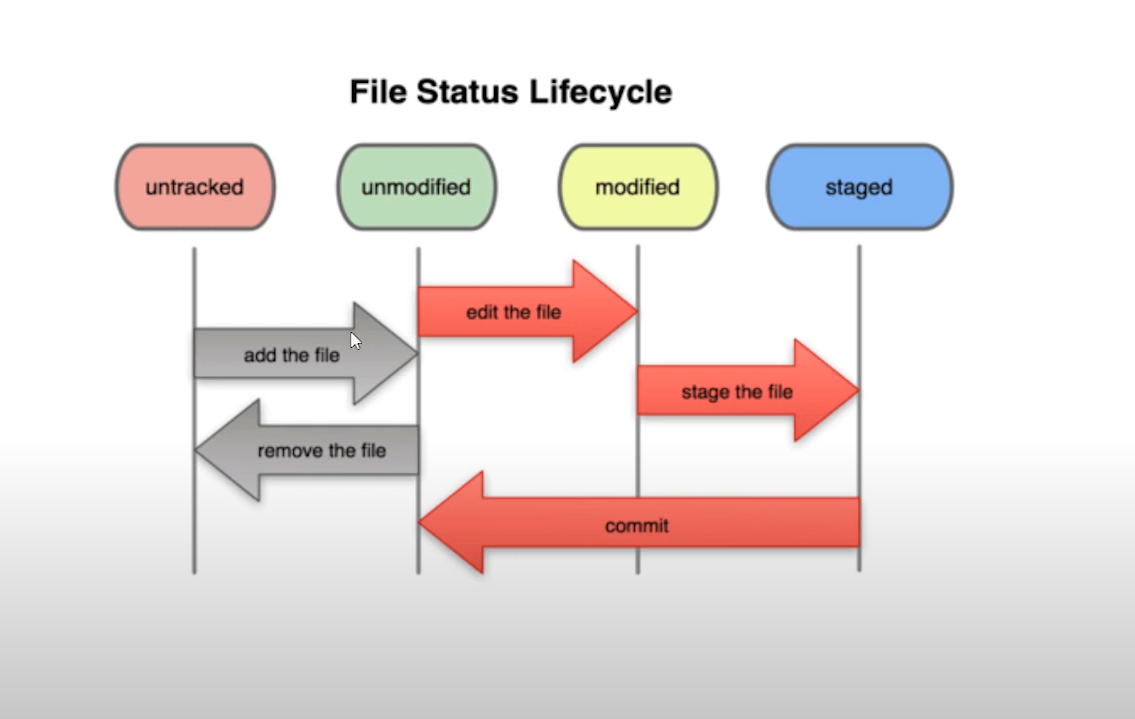 File Status Lifecycle
untracked
unmodified
modified
staged
edit the file
add the file
stage the file
remove the file
commit